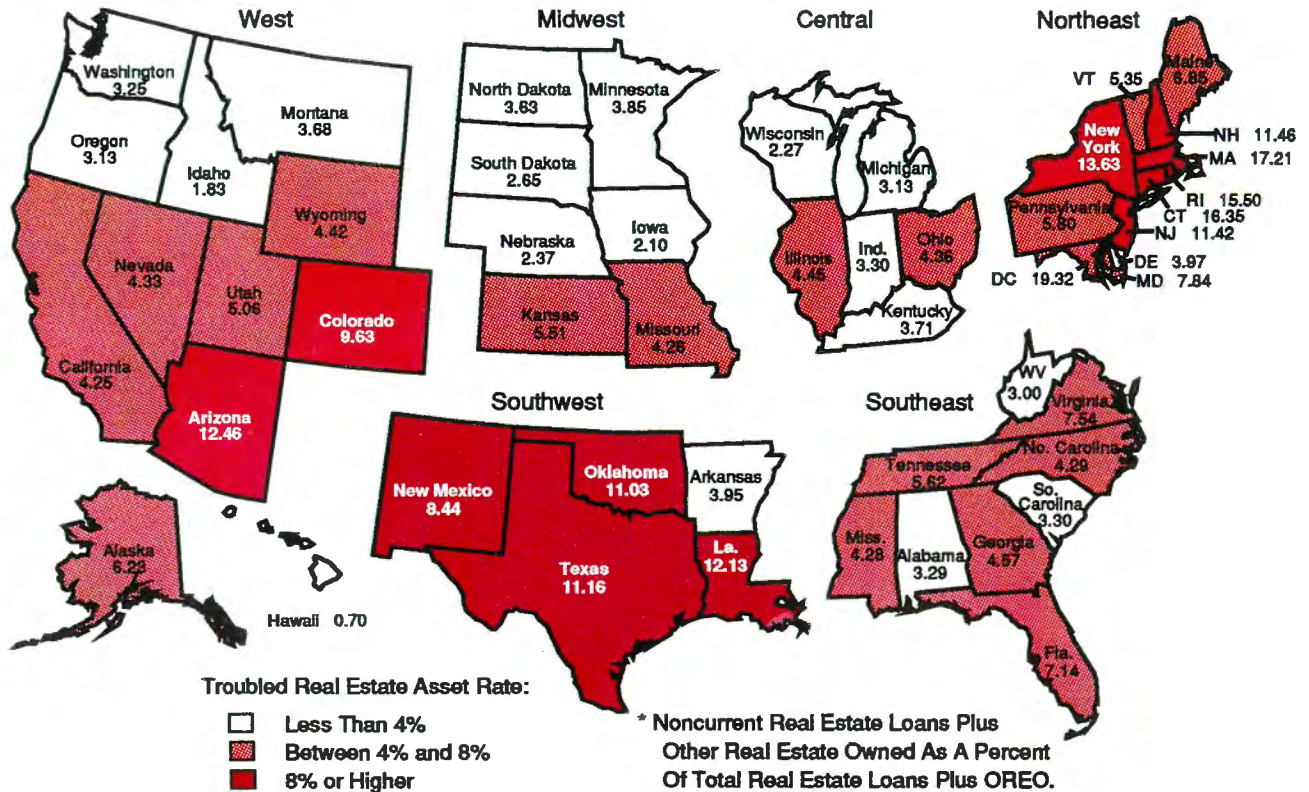 West
Washington
3.25
Montana
3.68
Oregon
3.13
Idaho
1.83
Wyoming
4.42
Nevada
4.33
Utah
5.06
Colorado
9.63
California
4.25
Arizona
12.46
Alaska
6.23
Hawaii 0.70
Midwest
North Dakota
3.63
Minnesota
3.85
South Dakota
2.65
Iowa
2.10
Nebraska
2.37
Kansas
5.51
Missouri
4.26
Central
Wisconsin
2.27
Michigan
3.13
Illinois
4.45
Ind.
3.30
Ohio
4.36
Kentucky
3.71
Northeast
Maine
6.85
VT 5.35
New
York
13.63
NH 11.46
MA 17.21
RI 15.50
CT 16.35
Pennsylvania
5.80
NJ 11.42
DE 3.97
DC 19.32
MD 7.84
Southwest
New Mexico
8.44
Oklahoma
11.03
Arkansas
3.95
Texas
11.16
La.
12.13
Southeast
WV
3.00
Virginia
7.54
Tennessee
5.62
No. Carolina
4.29
So.
Carolina
3.30
Miss.
4.28
Alabama
3.29
Georgia
4.57
Fla.
7.14
Troubled Real Estate Asset Rate:
Less Than 4%
Between 4% and 8%
8% or Higher
* Noncurrent Real Estate Loans Plus
Other Real Estate Owned As A Percent
Of Total Real Estate Loans Plus OREO.